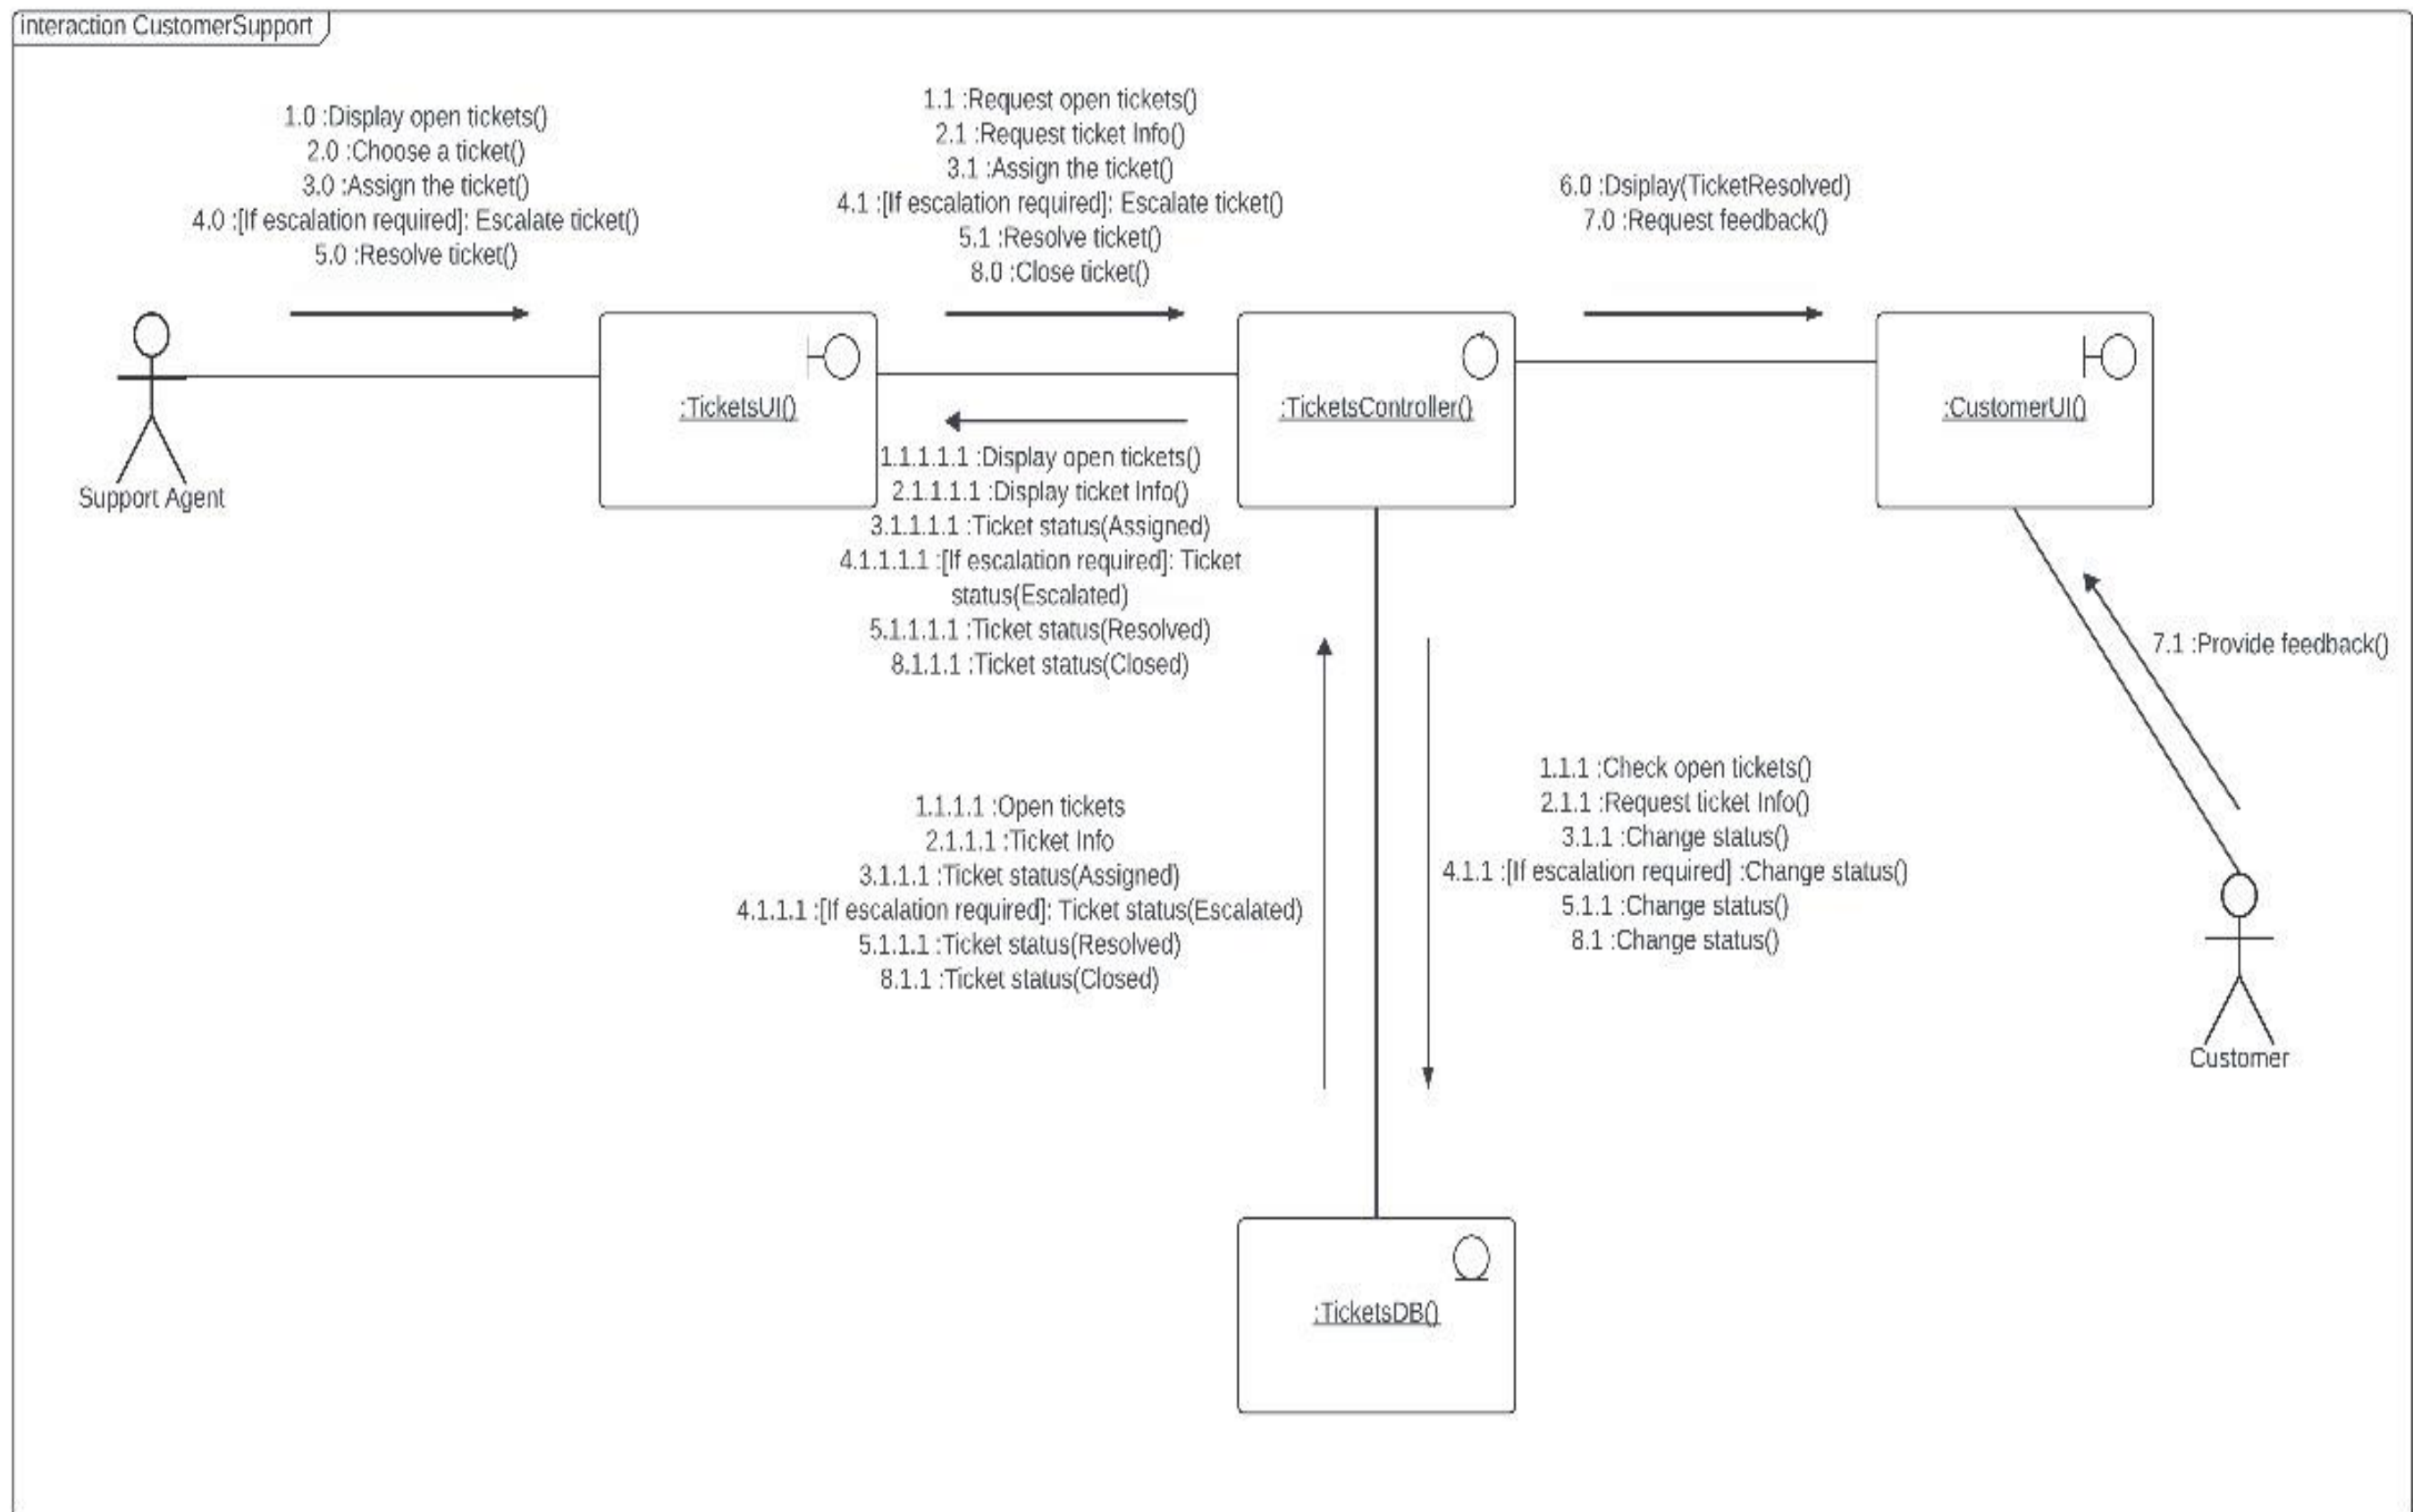 interaction CustomerSupport
1.0 :Display open tickets()
2.0 :Choose a ticket()
3.0 :Assign the ticket()
4.0 :[If escalation required]: Escalate ticket()
5.0 :Resolve ticket()
1.1 :Request open tickets()
2.1 :Request ticket Info()
3.1 :Assign the ticket()
4.1 :[If escalation required]: Escalate ticket()
5.1 :Resolve ticket()
8.0 :Close ticket()
6.0 :Dsiplay(TicketResolved)
7.0 :Request feedback()
Support Agent
:TicketsUI()
:TicketsController()
:CustomerUI()
1.1.1.1.1 :Display open tickets()
2.1.1.1.1 :Display ticket Info()
3.1.1.1.1 :Ticket status(Assigned)
4.1.1.1.1 :[If escalation required]: Ticket
status(Escalated)
5.1.1.1.1 :Ticket status(Resolved)
8.1.1.1 :Ticket status(Closed)
7.1 :Provide feedback()
1.1.1.1 :Open tickets
2.1.1.1 :Ticket Info
3.1.1.1 :Ticket status(Assigned)
4.1.1.1 :[If escalation required]: Ticket status(Escalated)
5.1.1.1 :Ticket status(Resolved)
8.1.1 :Ticket status(Closed)
1.1.1 :Check open tickets()
2.1.1 :Request ticket Info()
3.1.1 :Change status()
4.1.1 :[If escalation required] :Change status()
5.1.1 :Change status()
8.1 :Change status()
Customer
:TicketsDB()